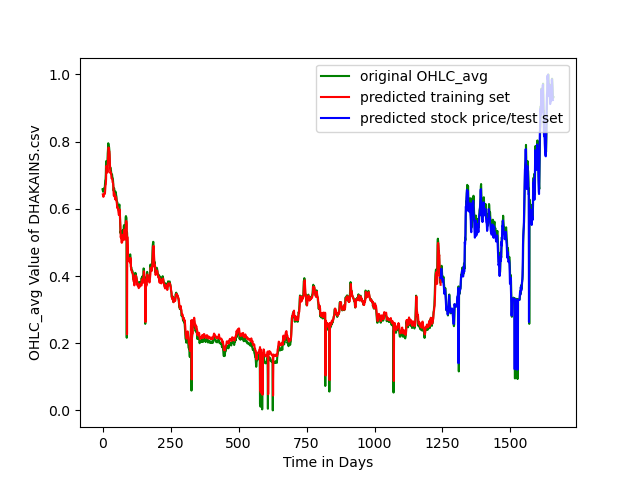 original OHLC_avg
predicted training set
predicted stock price/test set
OHLC_avg Value of DHAKAINS.csv
1.0
0.8
0.6
0.4
0.2
0.0
0 250 500 750 1000 1250 1500
Time in Days